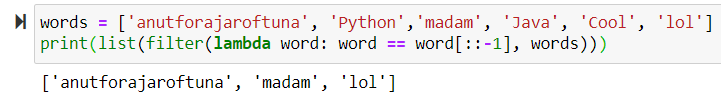 words = ['anutforajaroftuna', 'Python','madam', 'Java', 'Cool', 'lol']
print(list(filter(lambda word: word == word[::-1], words)))
['anutforajaroftuna', 'madam', 'lol']